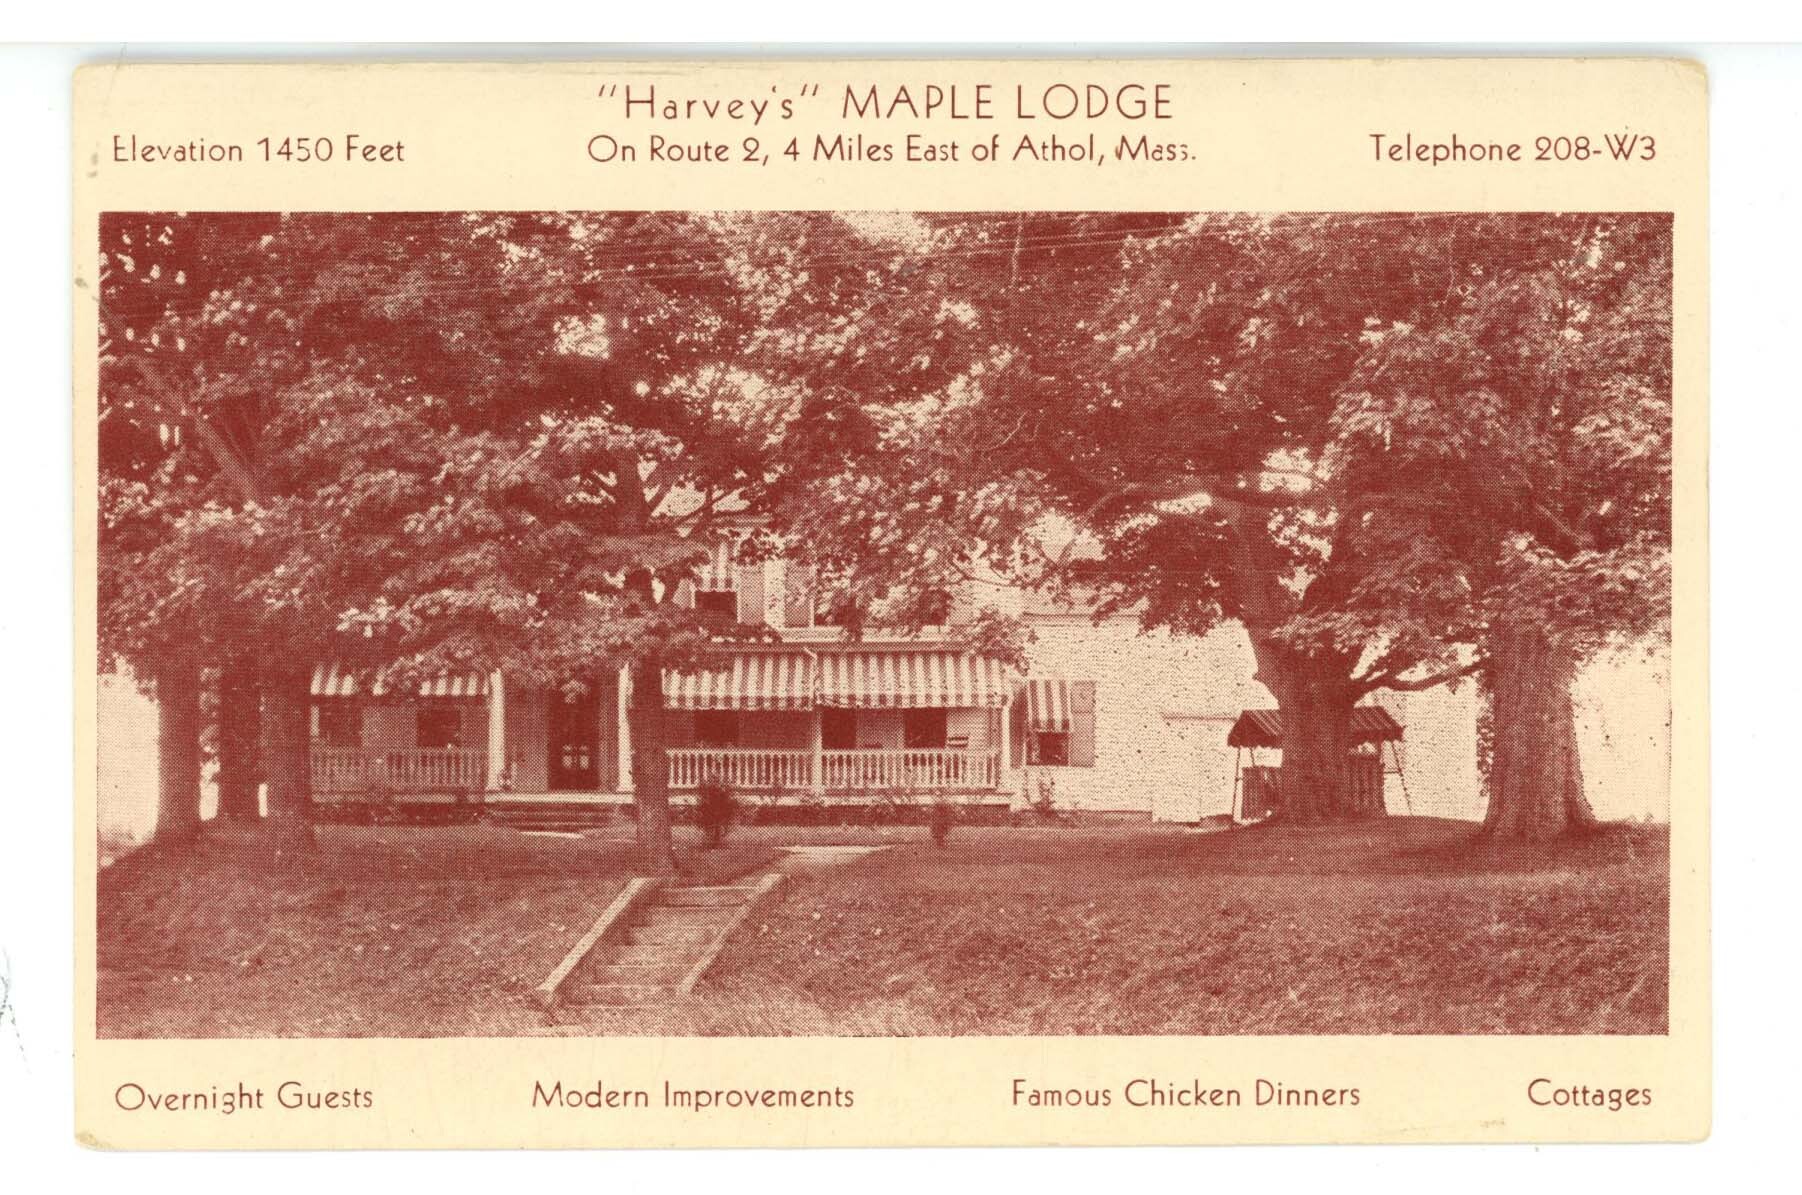 "Harvey's" MAPLE LODGE
Elevation 1450 Feet On Route 2, 4 Miles East of Athol, Mass. Telephone 208-W3
Overnight Guests Modern Improvements Famous Chicken Dinners Cottages